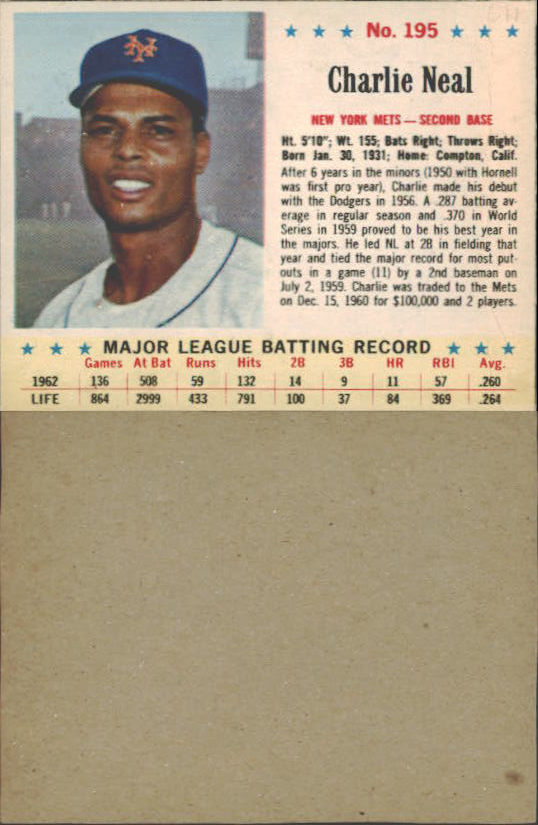 ★ ★ ★ No. 195 ★ ★ ★
Charlie Neal
NEW YORK METS — SECOND BASE
Ht. 5'10"; Wt. 155; Bats Right; Throws Right;
Born Jan. 30, 1931; Home: Compton, Calif.
After 6 years in the minors (1950 with Hornell
was first pro year), Charlie made his debut
with the Dodgers in 1956. A .287 batting av-
erage in regular season and .370 in World
Series in 1959 proved to be his best year in
the majors. He led NL at 2B in fielding that
year and tied the major record for most put-
outs in a game (11) by a 2nd baseman on
July 2, 1959. Charlie was traded to the Mets
on Dec. 15, 1960 for $100,000 and 2 players.
★ ★ ★ MAJOR LEAGUE BATTING RECORD ★ ★ ★
Games At Bat Runs Hits 2B 3B HR RBI Avg.
1962 136 508 59 132 14 9 11 57 .260
LIFE 864 2999 433 791 100 37 84 369 .264